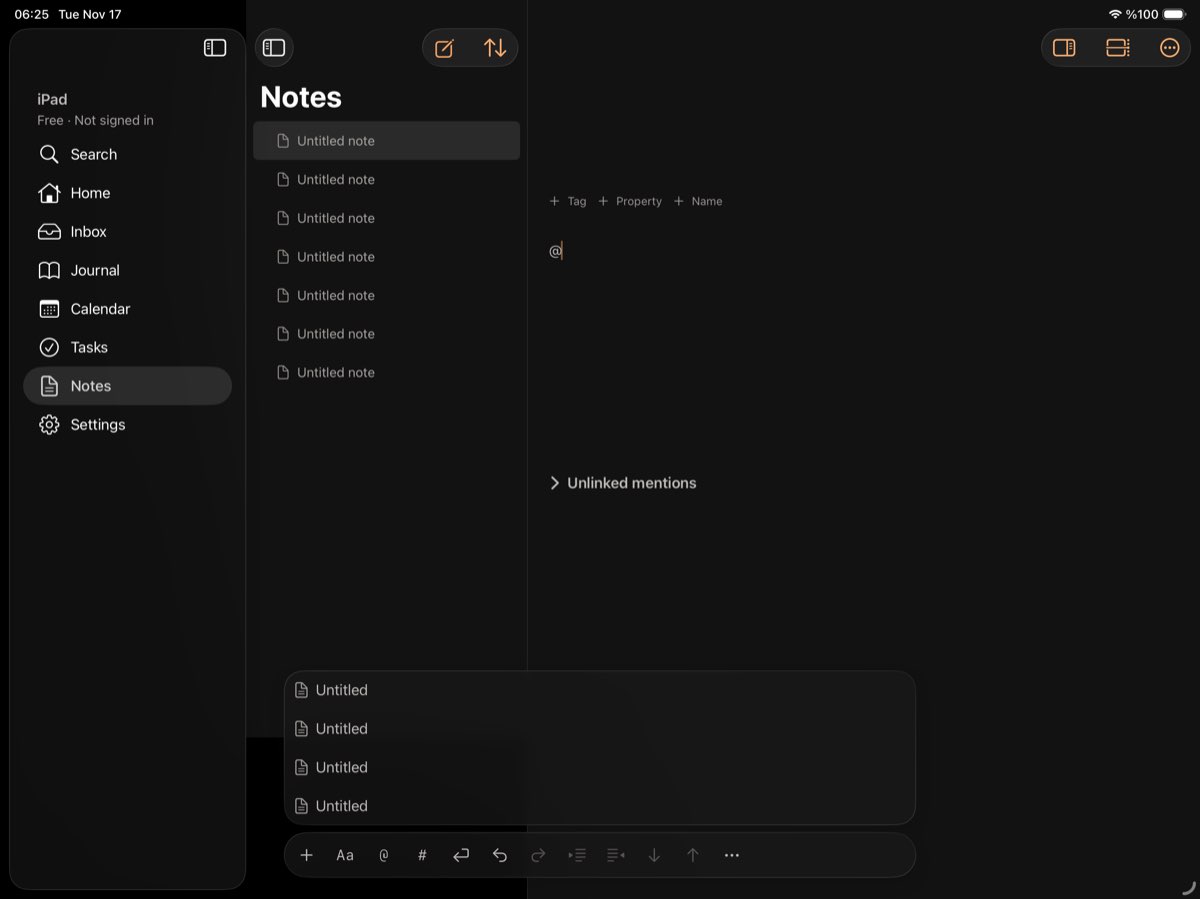 06:25 Tue Nov 17
%100
iPad
Free · Not signed in
Search
Home
Inbox
Journal
Calendar
Tasks
Notes
Settings
Notes
Untitled note
Untitled note
Untitled note
Untitled note
Untitled note
Untitled note
Untitled note
+ Tag + Property + Name
@
Unlinked mentions
Untitled
Untitled
Untitled
Untitled
+ Aa @ #